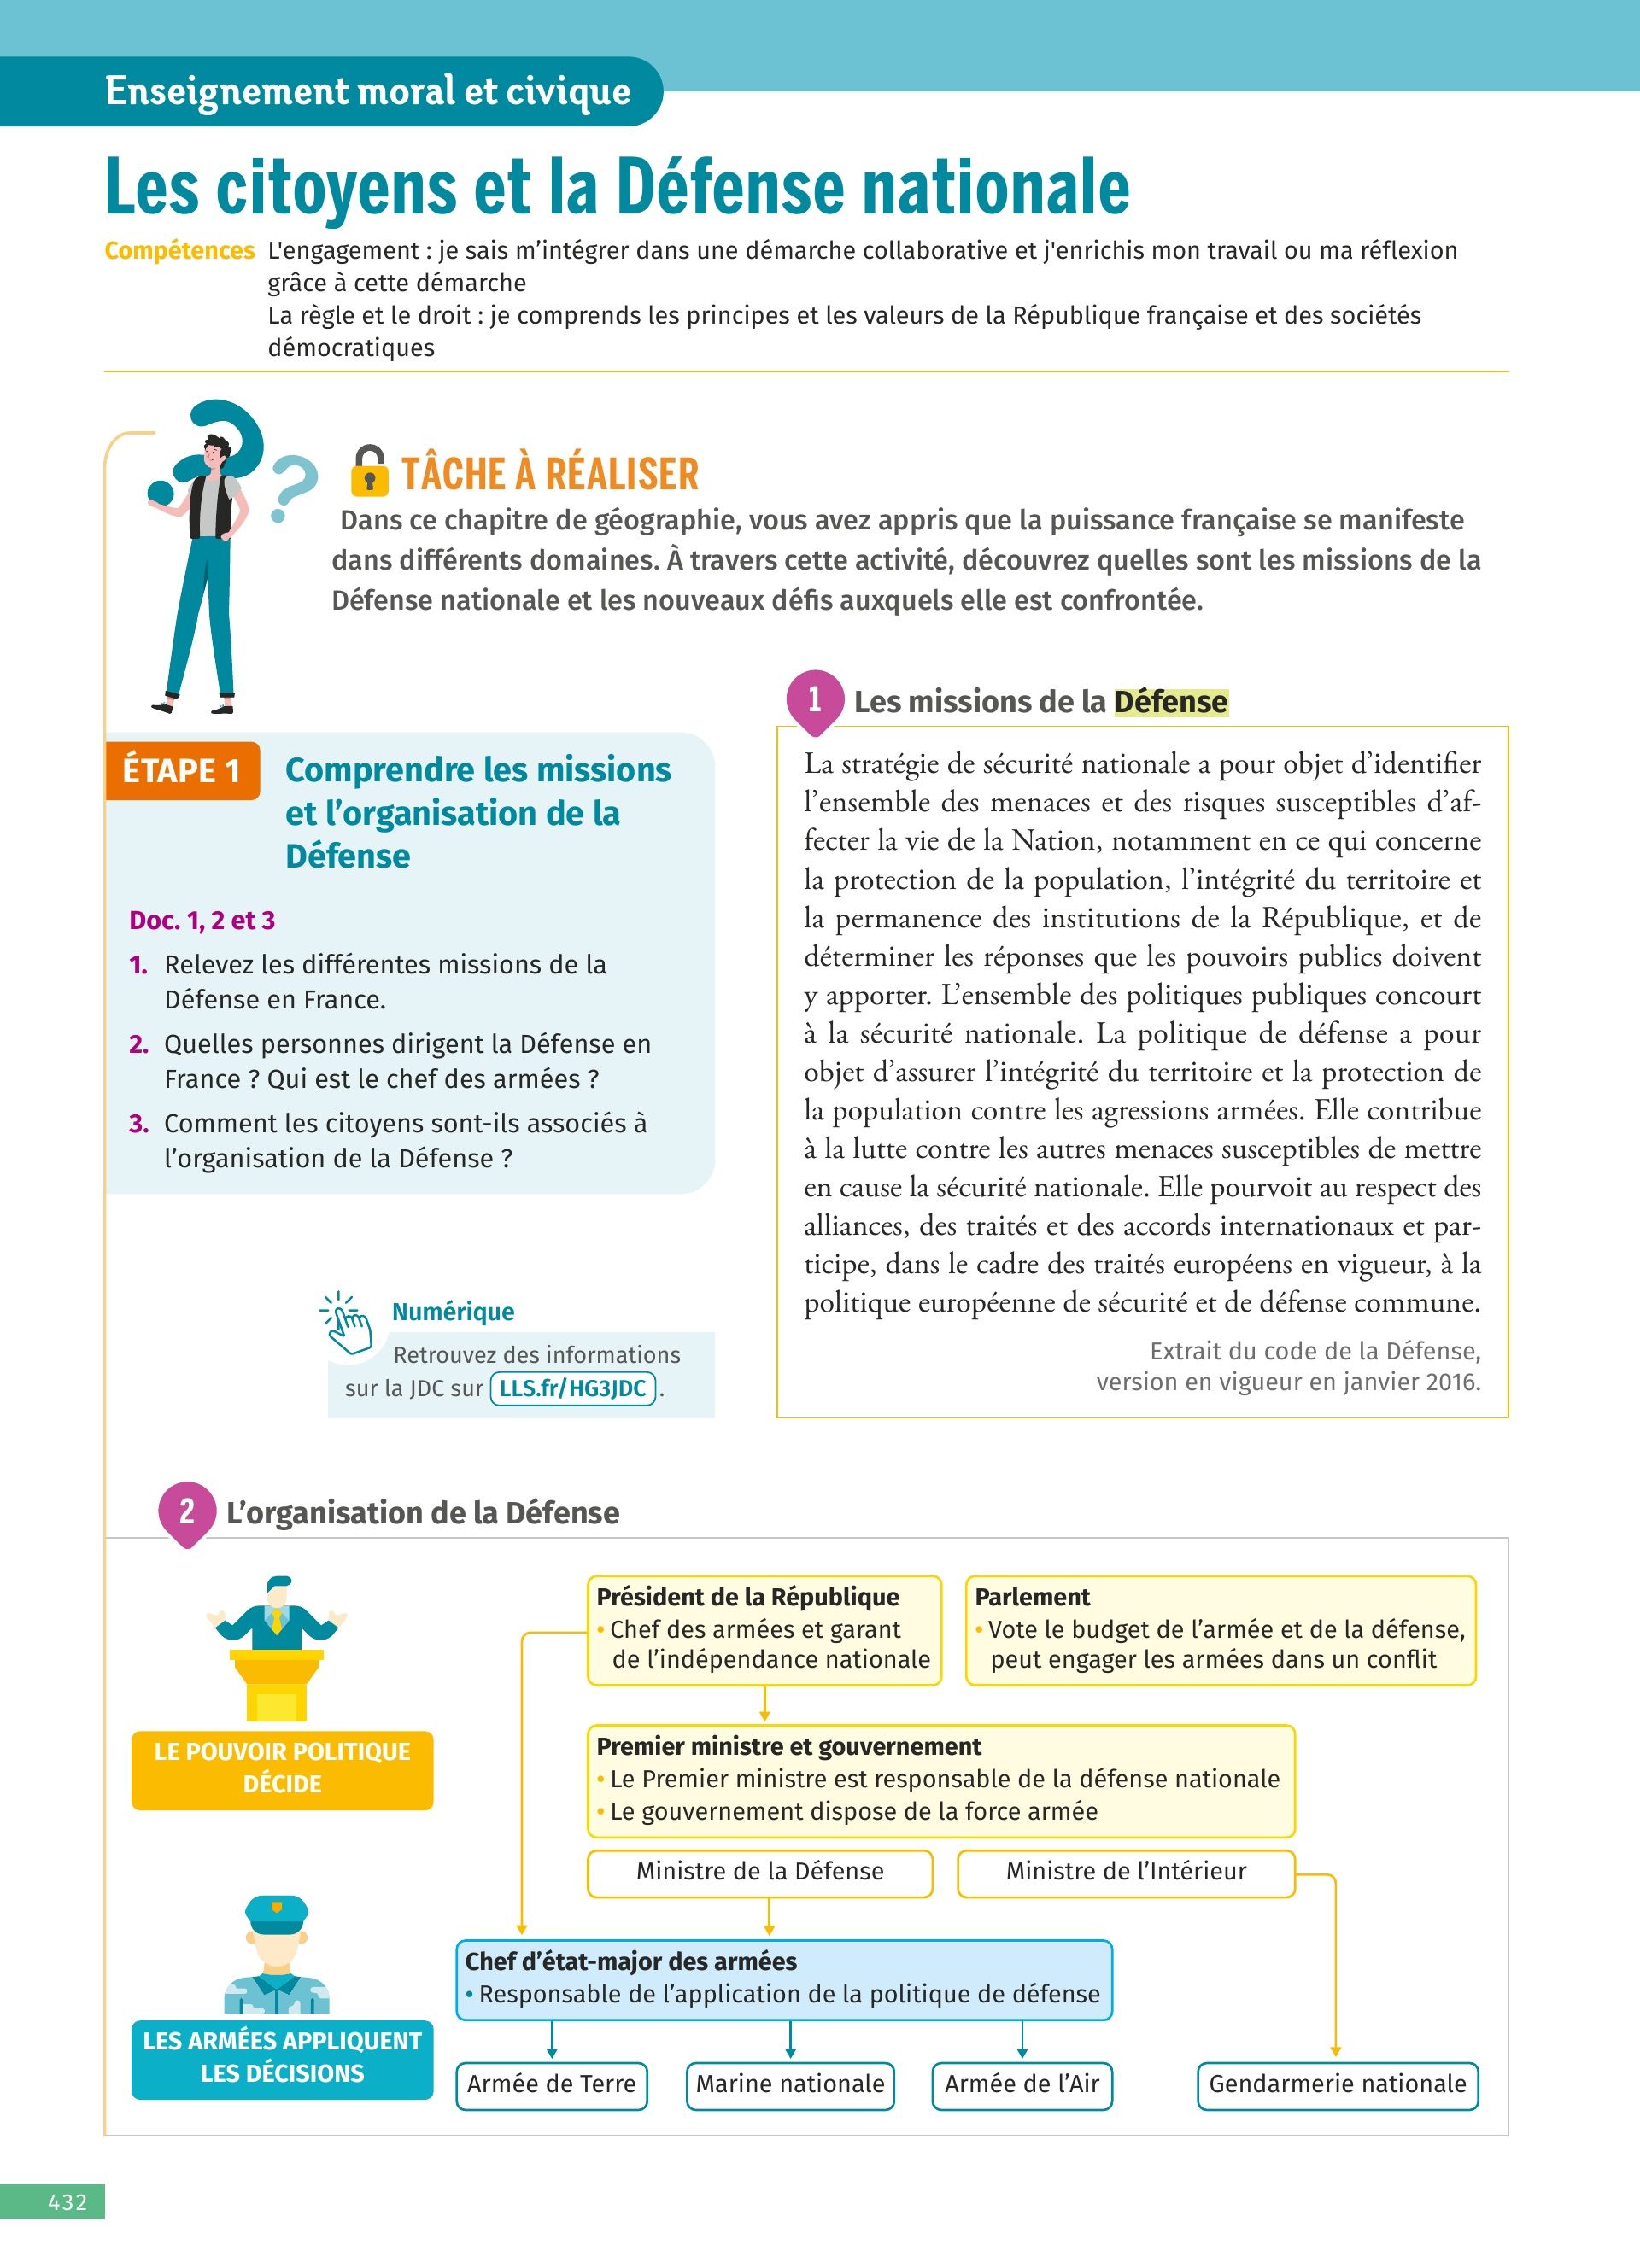 Enseignement moral et civique
Les citoyens et la Défense nationale
Compétences L'engagement : je sais m’intégrer dans une démarche collaborative et j'enrichis mon travail ou ma réflexion
grâce à cette démarche
La règle et le droit : je comprends les principes et les valeurs de la République française et des sociétés
démocratiques
TÂCHE À RÉALISER
Dans ce chapitre de géographie, vous avez appris que la puissance française se manifeste
dans différents domaines. À travers cette activité, découvrez quelles sont les missions de la
Défense nationale et les nouveaux défis auxquels elle est confrontée.
ÉTAPE 1
Comprendre les missions
et l’organisation de la
Défense
Doc. 1, 2 et 3
1. Relevez les différentes missions de la
Défense en France.
2. Quelles personnes dirigent la Défense en
France ? Qui est le chef des armées ?
3. Comment les citoyens sont-ils associés à
l’organisation de la Défense ?
Numérique
Retrouvez des informations
sur la JDC sur LLS.fr/HG3JDC .
1 Les missions de la Défense
La stratégie de sécurité nationale a pour objet d’identifier
l’ensemble des menaces et des risques susceptibles d’af-
fecter la vie de la Nation, notamment en ce qui concerne
la protection de la population, l’intégrité du territoire et
la permanence des institutions de la République, et de
déterminer les réponses que les pouvoirs publics doivent
y apporter. L’ensemble des politiques publiques concourt
à la sécurité nationale. La politique de défense a pour
objet d’assurer l’intégrité du territoire et la protection de
la population contre les agressions armées. Elle contribue
à la lutte contre les autres menaces susceptibles de mettre
en cause la sécurité nationale. Elle pourvoit au respect des
alliances, des traités et des accords internationaux et par-
ticipe, dans le cadre des traités européens en vigueur, à la
politique européenne de sécurité et de défense commune.
Extrait du code de la Défense,
version en vigueur en janvier 2016.
2 L’organisation de la Défense
LE POUVOIR POLITIQUE
DÉCIDE
Président de la République
• Chef des armées et garant
de l’indépendance nationale
Parlement
• Vote le budget de l’armée et de la défense,
peut engager les armées dans un conflit
Premier ministre et gouvernement
• Le Premier ministre est responsable de la défense nationale
• Le gouvernement dispose de la force armée
Ministre de la Défense
Ministre de l’Intérieur
LES ARMÉES APPLIQUENT
LES DÉCISIONS
Chef d’état-major des armées
• Responsable de l’application de la politique de défense
Armée de Terre
Marine nationale
Armée de l’Air
Gendarmerie nationale
432